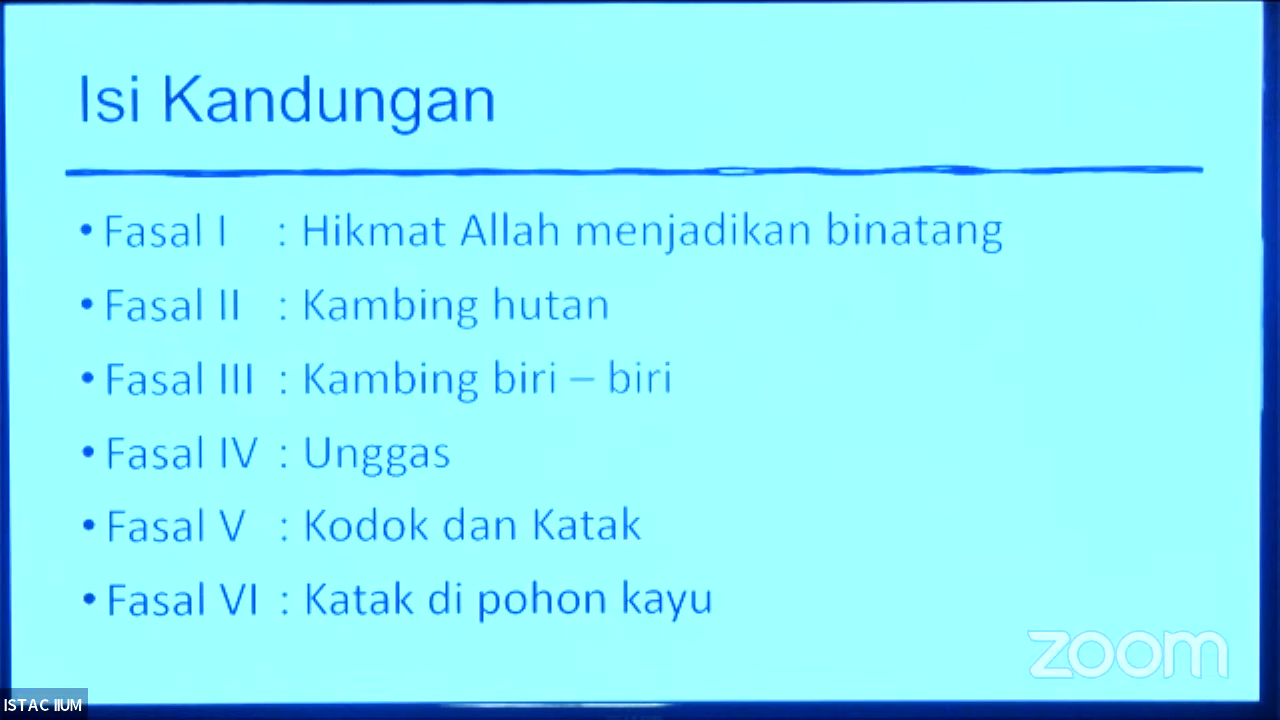 Isi Kandungan
• Fasal I : Hikmat Allah menjadikan binatang
• Fasal II : Kambing hutan
• Fasal III : Kambing biri – biri
• Fasal IV : Unggas
• Fasal V : Kodok dan Katak
• Fasal VI : Katak di pohon kayu
zoom
ISTAC IIUM